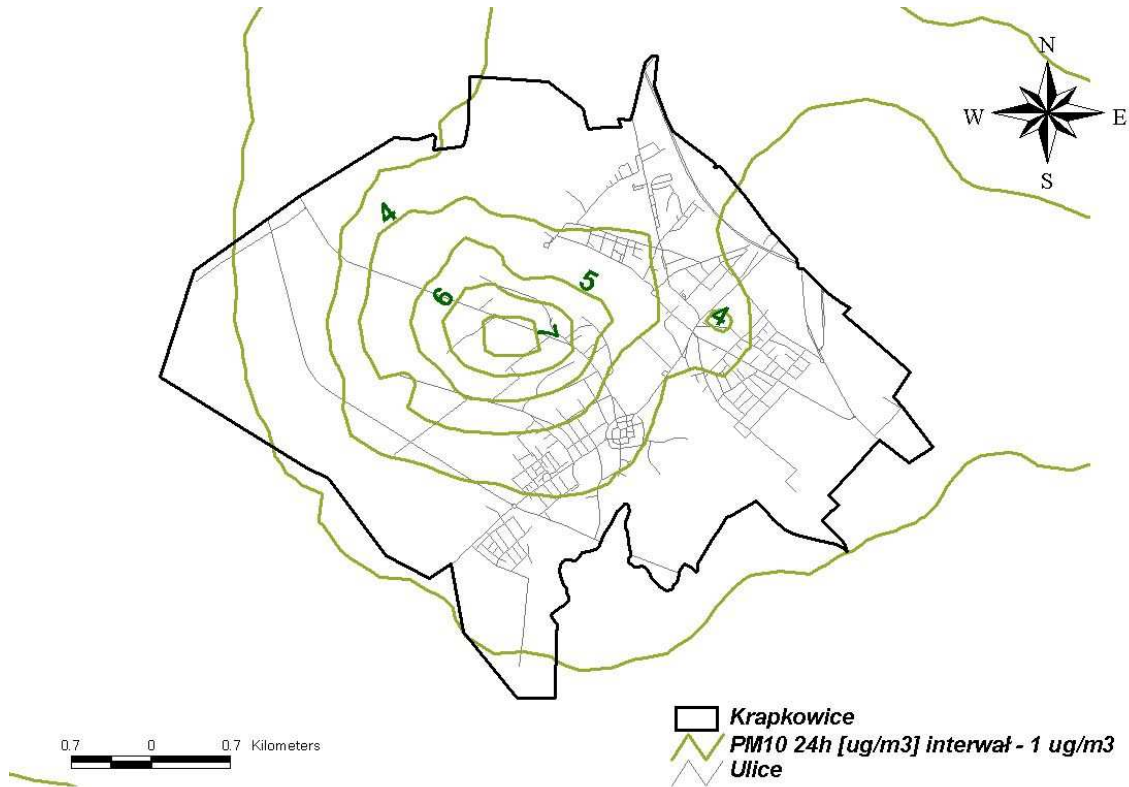 N
W E
S
4
5
6
7
4
0.7 0 0.7 Kilometers
Krapkowice
PM10 24h [ug/m3] interwał - 1 ug/m3
Ulice